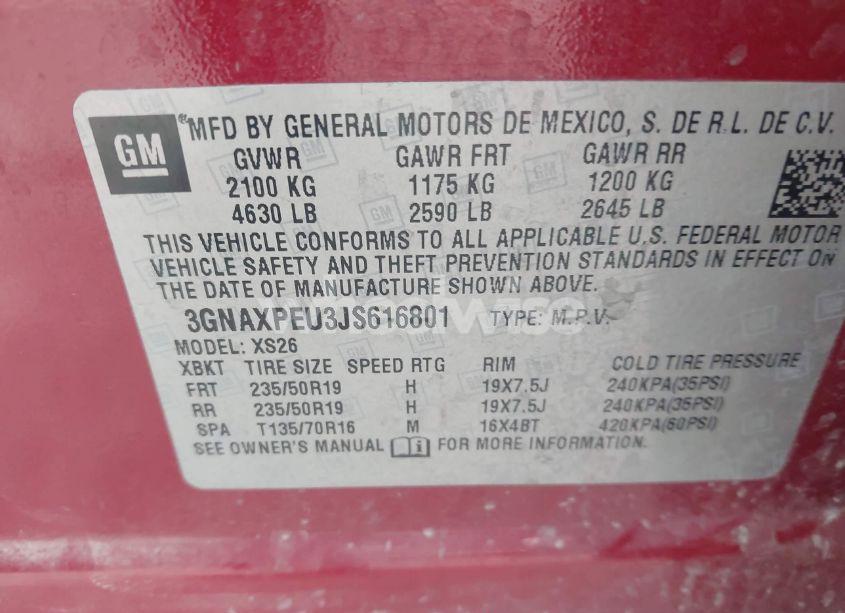 GM ®MFD BY GENERAL MOTORS DE MEXICO, S. DE R.L. DE C.V.
GVWR GAWR FRT GAWR RR
2100 KG 1175 KG 1200 KG
4630 LB 2590 LB 2645 LB
THIS VEHICLE CONFORMS TO ALL APPLICABLE U.S. FEDERAL MOTOR
VEHICLE SAFETY AND THEFT PREVENTION STANDARDS IN EFFECT ON
THE DATE OF MANUFACTURE SHOWN ABOVE.
3GNAXPEU3JS616801 TYPE: M.P.V.
MODEL: XS26
XBKT TIRE SIZE SPEED RTG RIM COLD TIRE PRESSURE
FRT 235/50R19 H 19X7.5J 240KPA(35PSI)
RR 235/50R19 H 19X7.5J 240KPA(35PSI)
SPA T135/70R16 M 16X4BT 420KPA(60PSI)
SEE OWNER'S MANUAL FOR MORE INFORMATION.